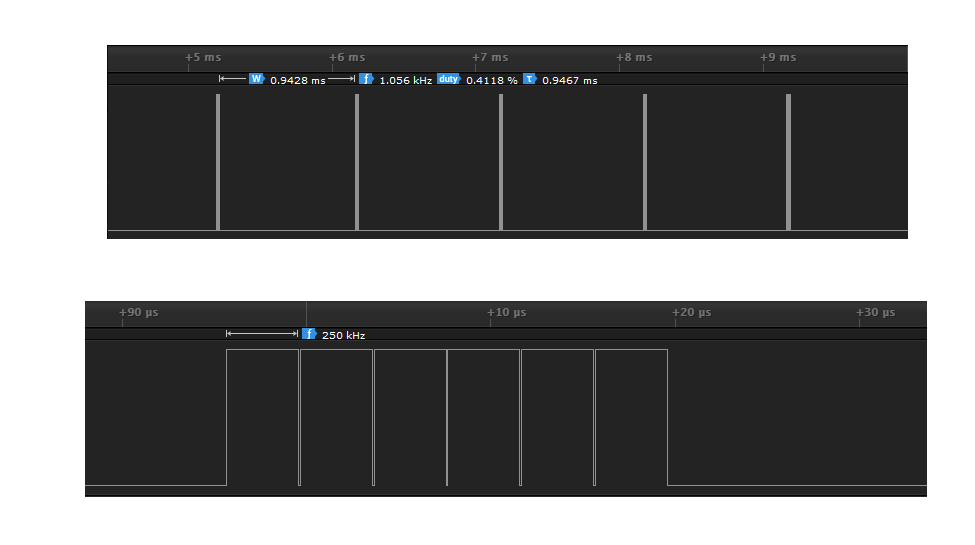 +5 ms +6 ms +7 ms +8 ms +9 ms
W 0.9428 ms f 1.056 kHz duty 0.4118 % T 0.9467 ms
+90 µs +10 µs +20 µs +30 µs
f 250 kHz